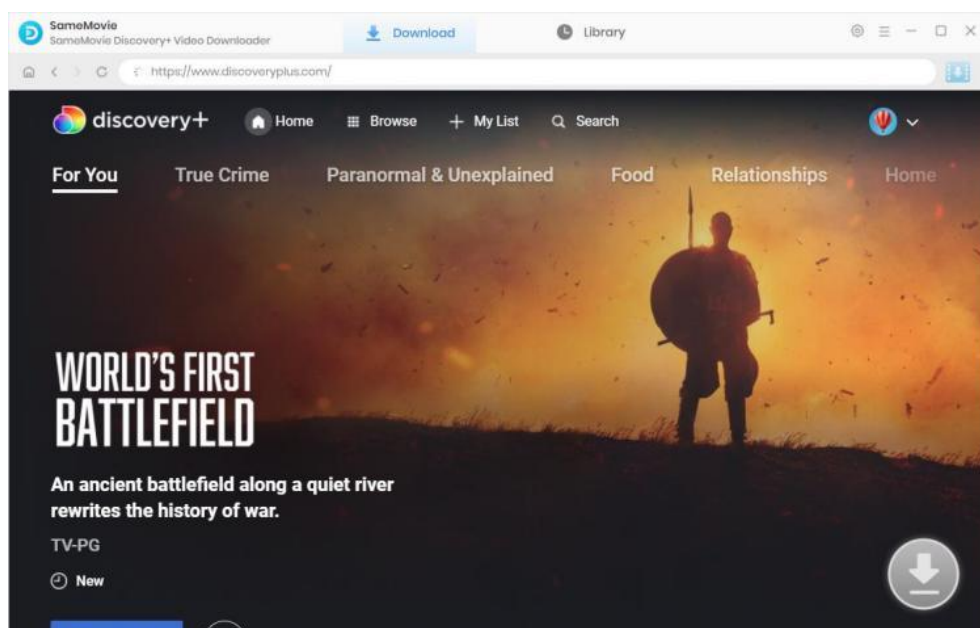 SameMovie
SameMovie Discovery+ Video Downloader
Download
Library
https://www.discoveryplus.com/
discovery+
Home
Browse
My List
Search
For You
True Crime
Paranormal & Unexplained
Food
Relationships
Home
WORLD'S FIRST
BATTLEFIELD
An ancient battlefield along a quiet river
rewrites the history of war.
TV-PG
New